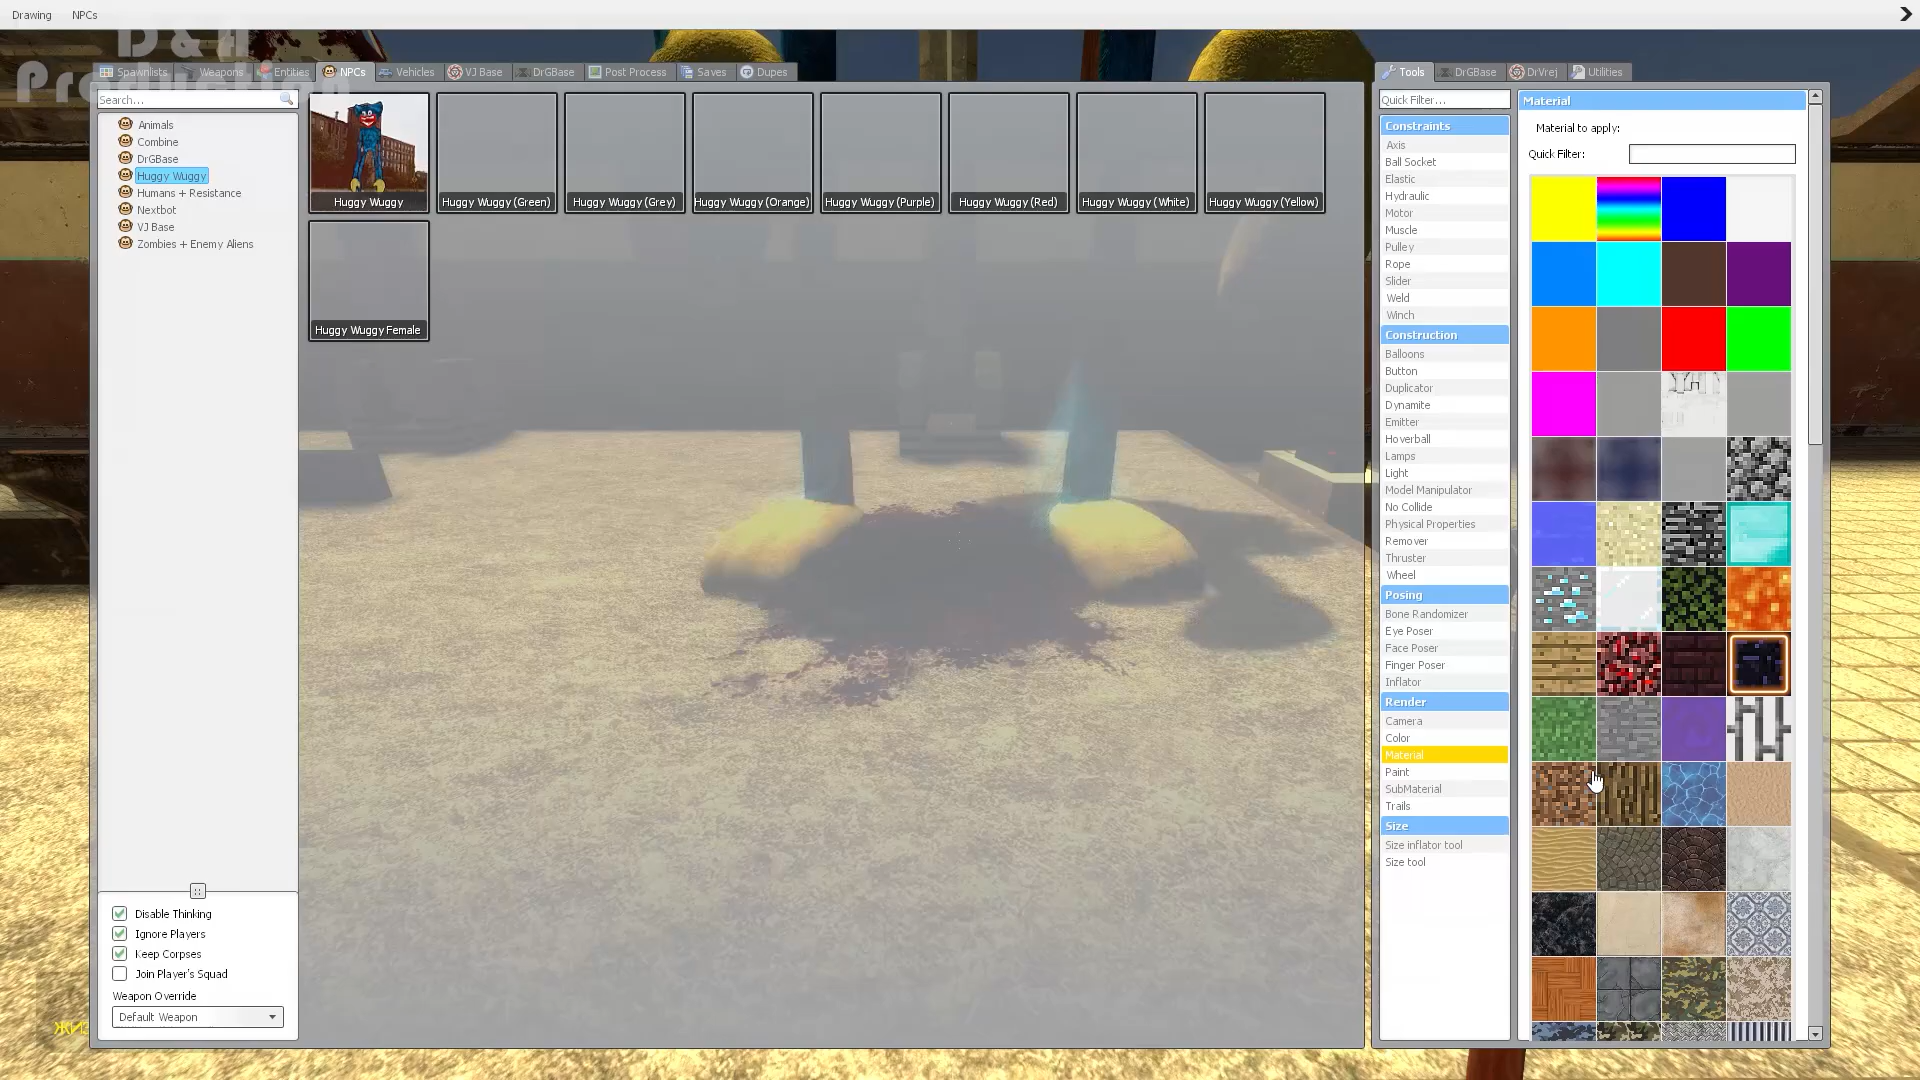 Drawing NPCs
D&H
Production
Spawnlists Weapons Entities NPCs Vehicles VJ Base DrGBase Post Process Saves Dupes
Search...
Animals
Combine
DrGBase
Huggy Wuggy
Humans + Resistance
Nextbot
VJ Base
Zombies + Enemy Aliens
Huggy Wuggy
Huggy Wuggy (Green)
Huggy Wuggy (Grey)
Huggy Wuggy (Orange)
Huggy Wuggy (Purple)
Huggy Wuggy (Red)
Huggy Wuggy (White)
Huggy Wuggy (Yellow)
Huggy Wuggy Female
Disable Thinking
Ignore Players
Keep Corpses
Join Player's Squad
Weapon Override
Default Weapon
Tools DrGBase DrVrej Utilities
Quick Filter...
Constraints
Axis
Ball Socket
Elastic
Hydraulic
Motor
Muscle
Pulley
Rope
Slider
Weld
Winch
Construction
Balloons
Button
Duplicator
Dynamite
Emitter
Hoverball
Lamps
Light
Model Manipulator
No Collide
Physical Properties
Remover
Thruster
Wheel
Posing
Bone Randomizer
Eye Poser
Face Poser
Finger Poser
Inflator
Render
Camera
Color
Material
Paint
SubMaterial
Trails
Size
Size inflator tool
Size tool
Material
Material to apply:
Quick Filter: